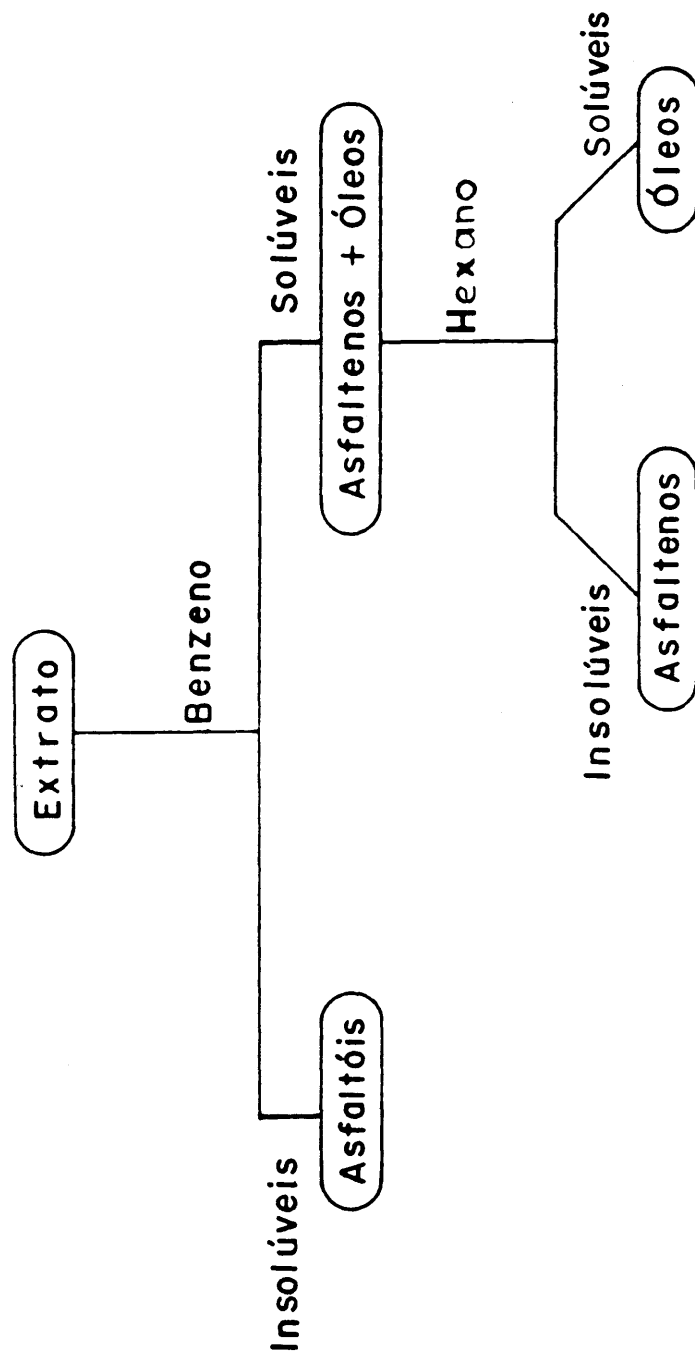 Extrato
Benzeno
Insolúveis
Solúveis
Asfaltóis
Asfaltenos + Óleos
Hexano
Insolúveis
Solúveis
Asfaltenos
Óleos